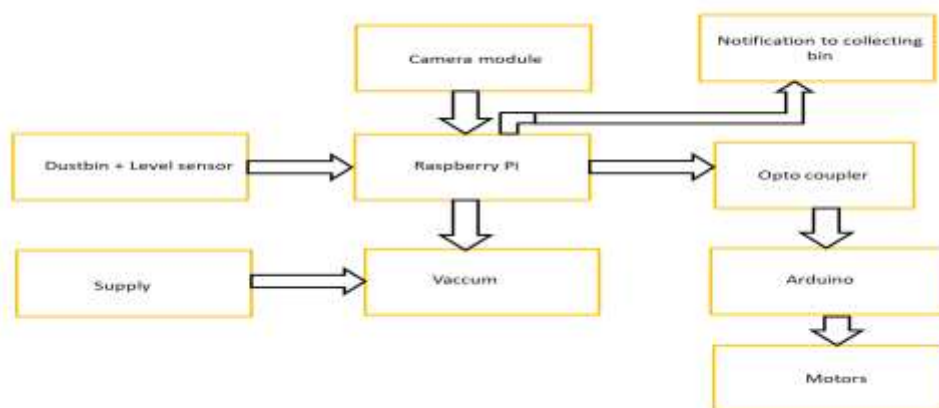 Camera module
Notification to collecting
bin
Dustbin + Level sensor
Raspberry Pi
Opto coupler
Supply
Vaccum
Arduino
Motors